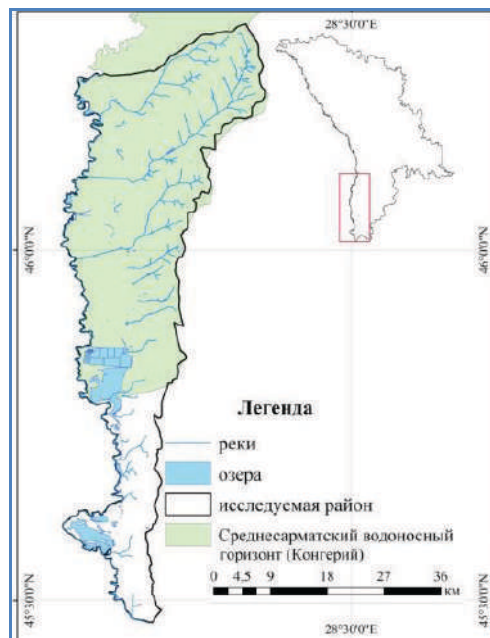 28°30'0"E
46°0'0"N
46°0'0"N
Легенда
реки
озера
исследуемая район
Среднесарматский водоносный
горизонт (Конгерий)
0 4,5 9 18 27 36
км
45°30'0"N
45°30'0"N
28°30'0"E